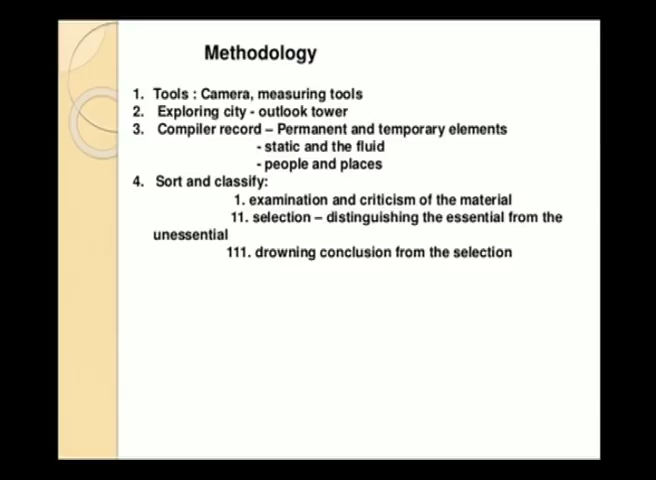 Methodology
1. Tools : Camera, measuring tools
2. Exploring city - outlook tower
3. Compiler record – Permanent and temporary elements
- static and the fluid
- people and places
4. Sort and classify:
1. examination and criticism of the material
11. selection – distinguishing the essential from the
unessential
111. drowning conclusion from the selection